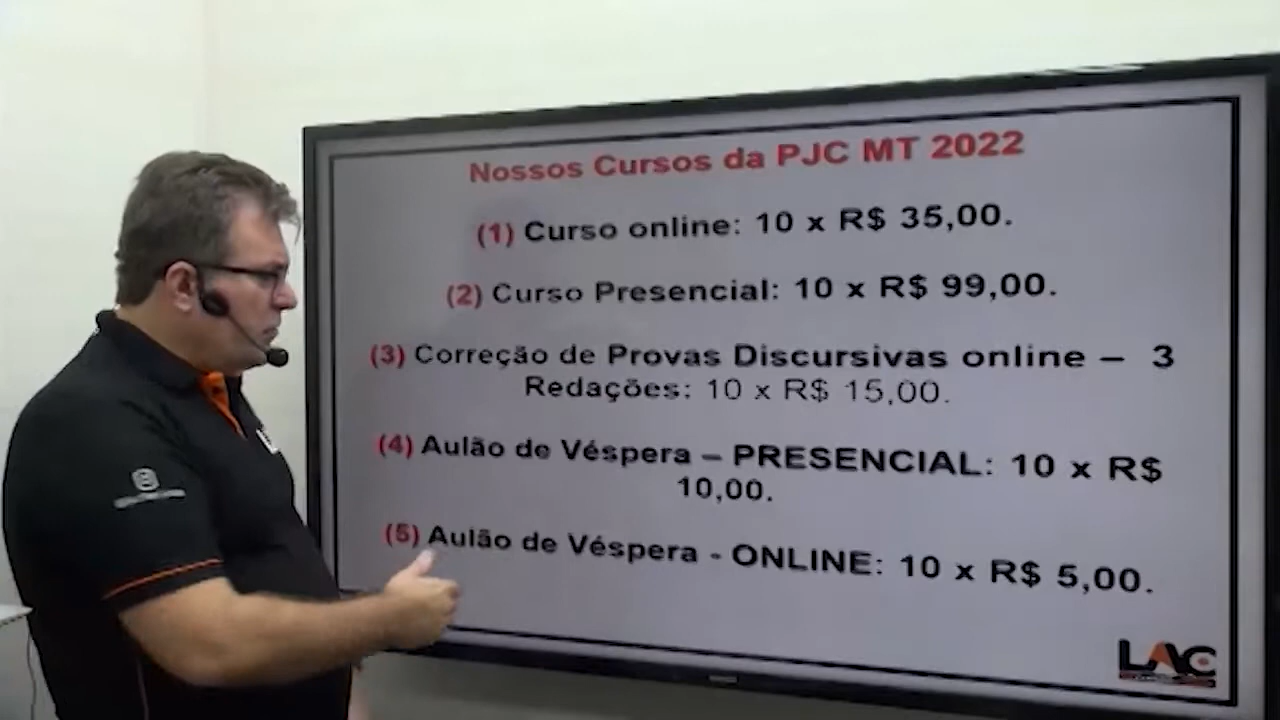 Nossos Cursos da PJC MT 2022
(1) Curso online: 10 x R$ 35,00.
(2) Curso Presencial: 10 x R$ 99,00.
(3) Correção de Provas Discursivas online – 3
Redações: 10 x R$ 15,00.
(4) Aulão de Véspera – PRESENCIAL: 10 x R$
10,00.
(5) Aulão de Véspera - ONLINE: 10 x R$ 5,00.
LAC